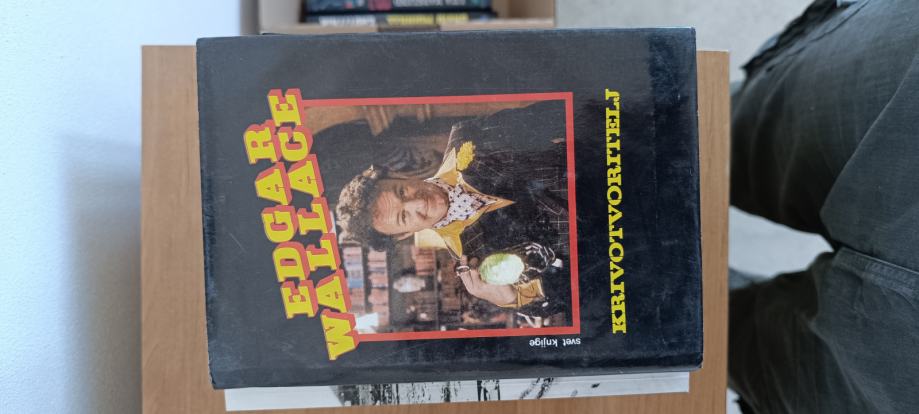 EDGAR
WALLACE
svet knjige
KRIVOTVORITELJ